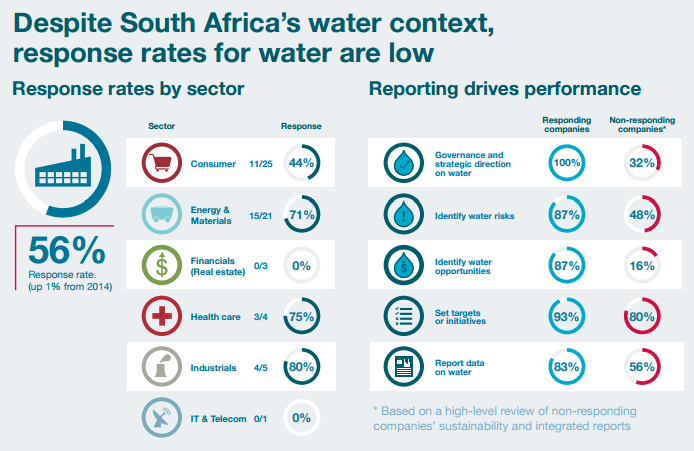 Despite South Africa's water context,
response rates for water are low
Response rates by sector
56%
Response rate.
(up 1% from 2014)
Sector Response
Consumer 11/25 44%
Energy &
Materials 15/21 71%
Financials
(Real estate) 0/3 0%
Health care 3/4 75%
Industrials 4/5 80%
IT & Telecom 0/1 0%
Reporting drives performance
Responding
companies
Non-responding
companies*
Governance and
strategic direction
on water
100% 32%
Identify water risks 87% 48%
Identify water
opportunities
87% 16%
Set targets
or initiatives
93% 80%
Report data
on water
83% 56%
* Based on a high-level review of non-responding
companies' sustainability and integrated reports